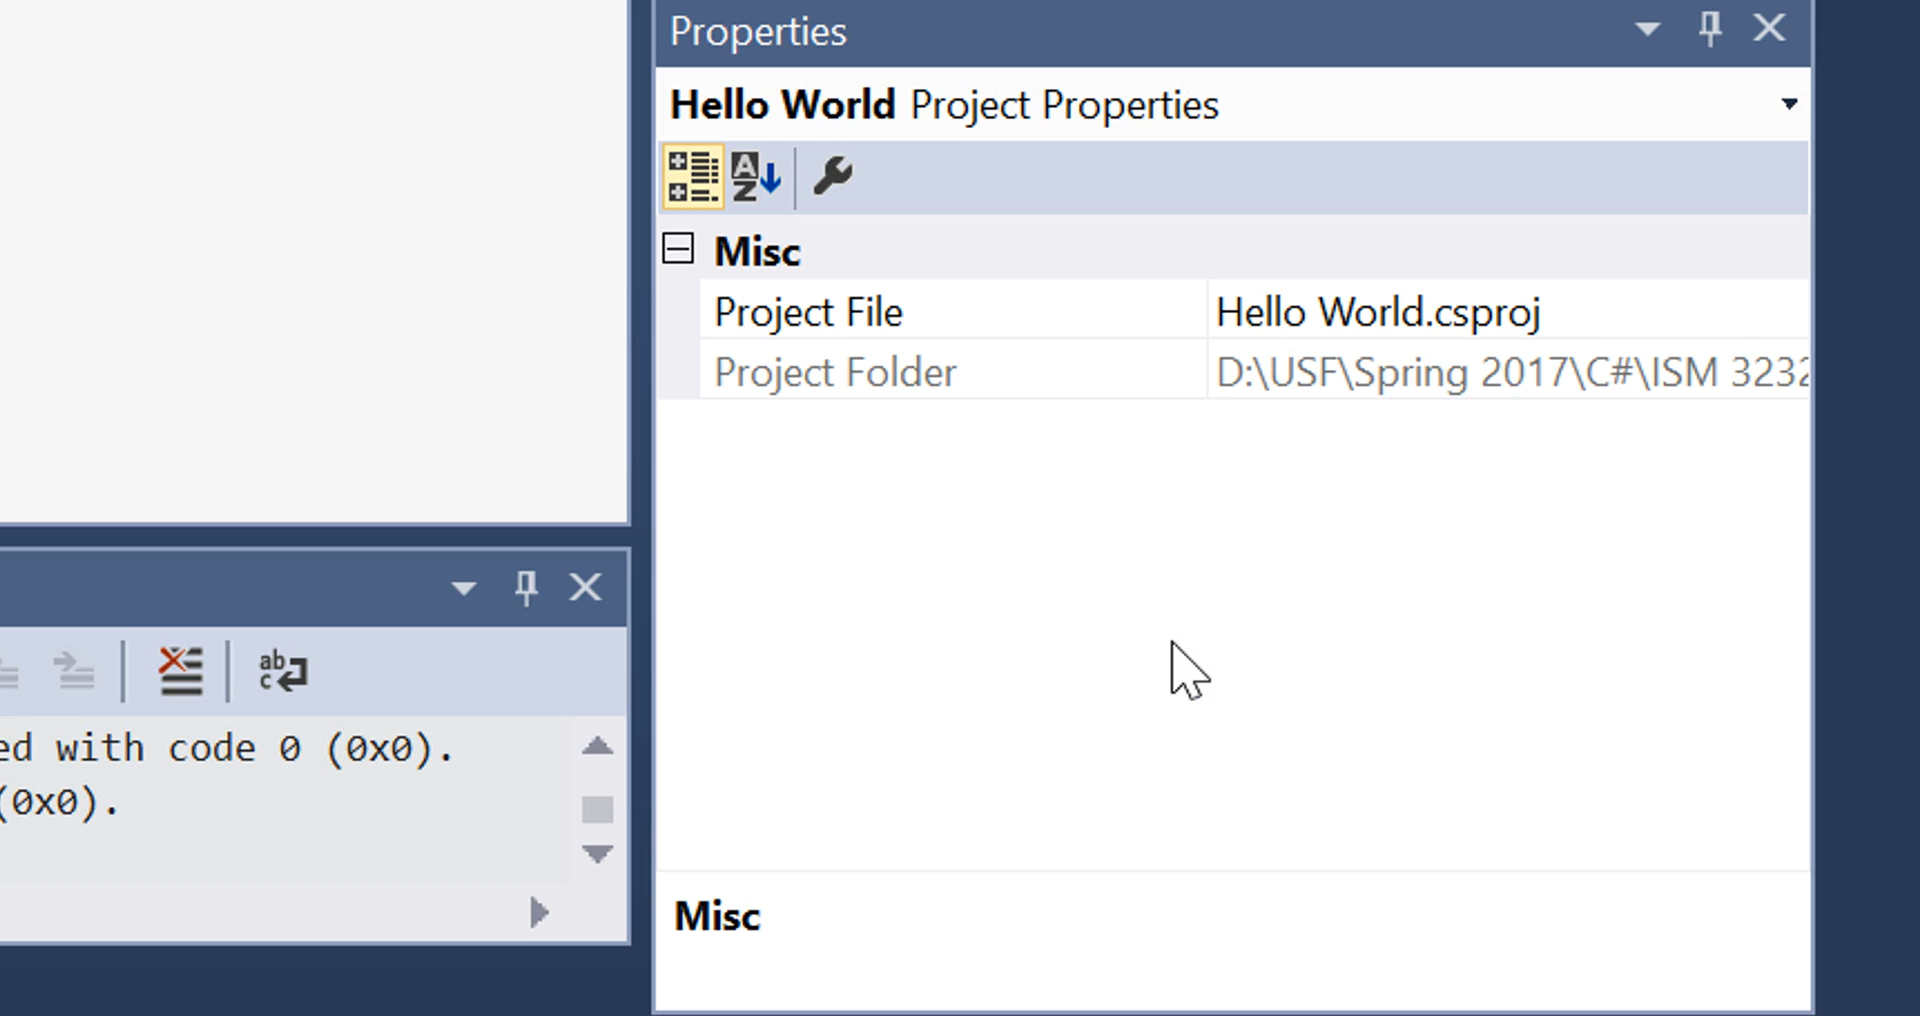 Properties
Hello World Project Properties
Misc
Project File Hello World.csproj
Project Folder D:\USF\Spring 2017\C#\ISM 3232
ed with code 0 (0x0).
(0x0).
Misc